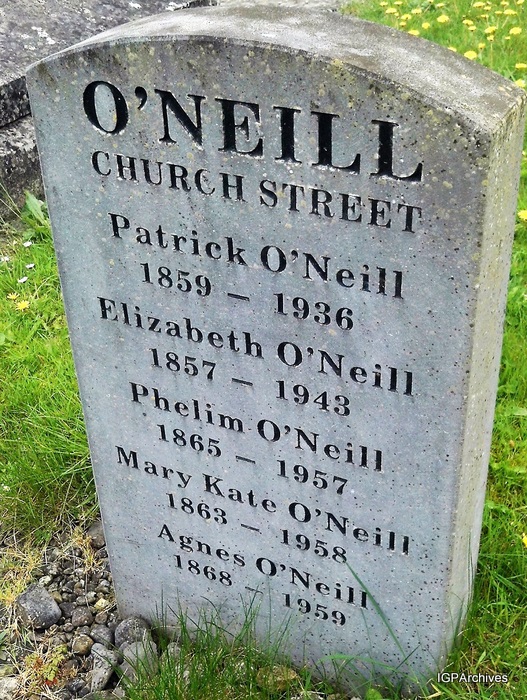 O'NEILL
CHURCH STREET
Patrick O'Neill
1859 – 1936
Elizabeth O'Neill
1857 – 1943
Phelim O'Neill
1865 – 1957
Mary Kate O'Neill
1863 – 1958
Agnes O'Neill
1868 – 1959
IGPArchives